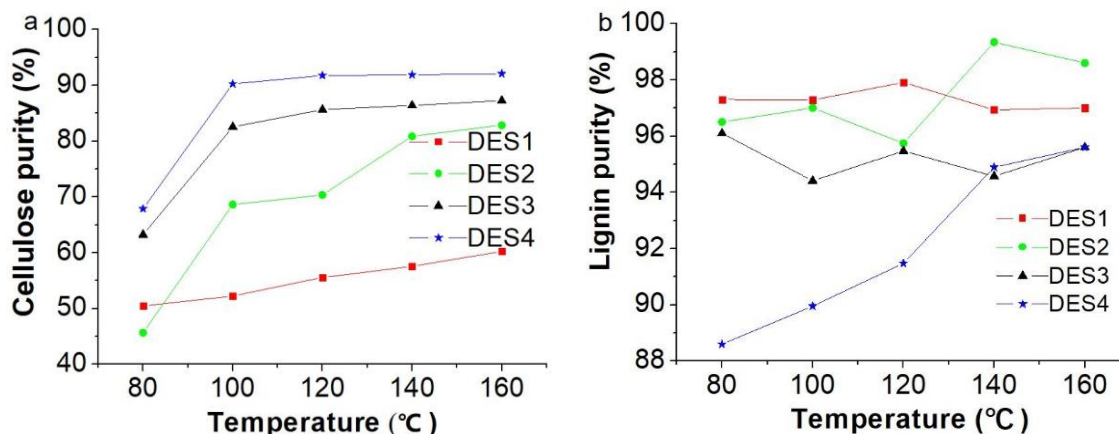 a
100
90
80
70
60
50
40
Cellulose purity (%)
DES1
DES2
DES3
DES4
80 100 120 140 160
Temperature (℃ )
b
100
98
96
94
92
90
88
Lignin purity (%)
DES1
DES2
DES3
DES4
80 100 120 140 160
Temperature (°C)